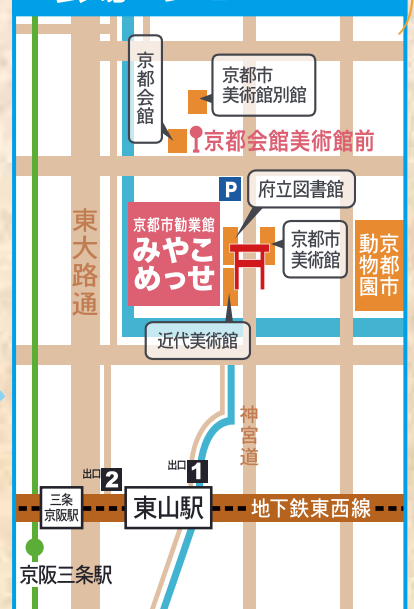 京都会館
京都市
美術館別館
京都会館美術館前
P
府立図書館
東大路通
京都市勧業館
みやこ
めっせ
京都市
美術館
京都市
動物園
近代美術館
神宮道
出口1
出口2
三条
京阪駅
東山駅
地下鉄東西線
京阪三条駅